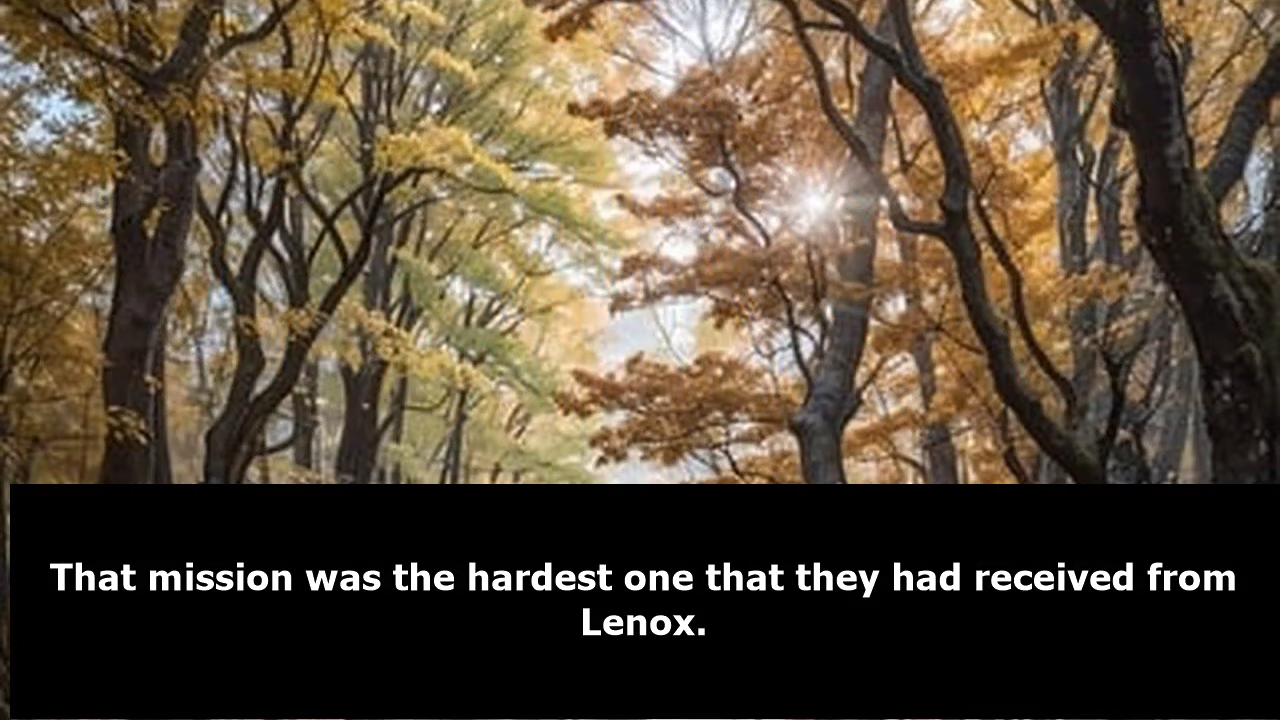 That mission was the hardest one that they had received from
Lenox.